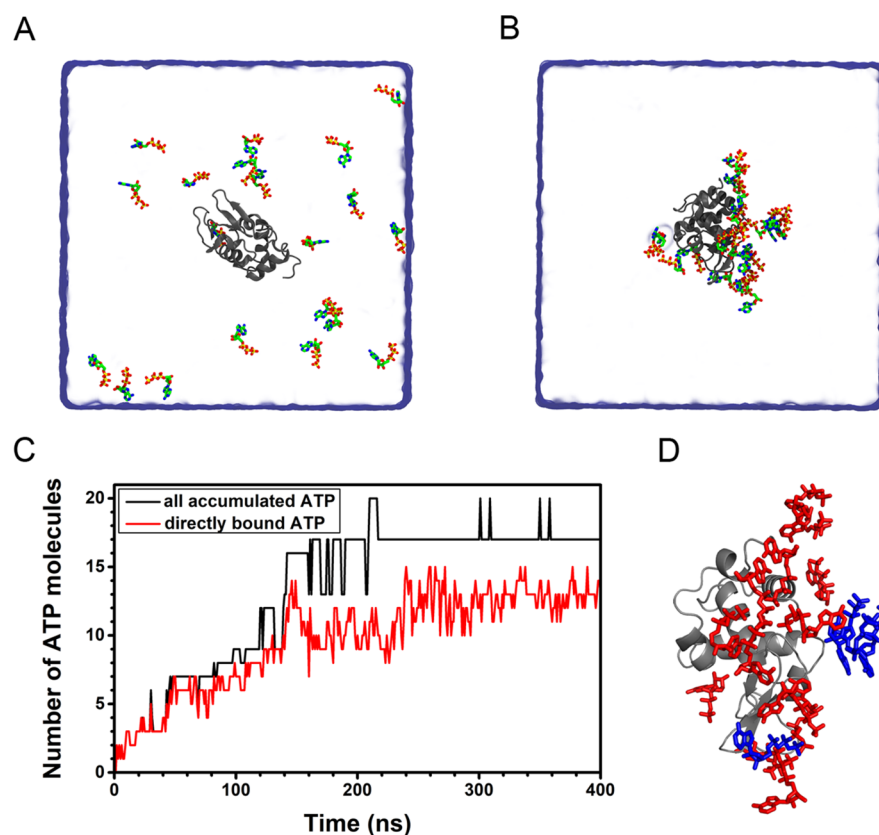 A
B
C
D
all accumulated ATP
directly bound ATP
Number of ATP molecules
20
15
10
5
0
0 100 200 300 400
Time (ns)